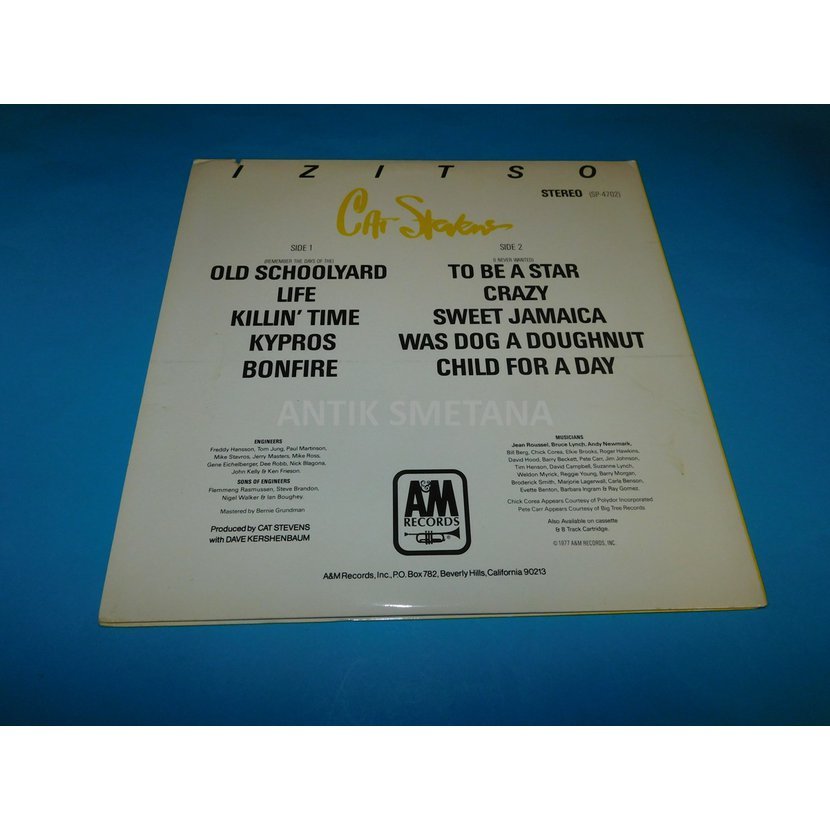 IZITSO
STEREO (SP-4702)
Cat Stevens
SIDE 1
(REMEMBER THE DAYS OF THE)
OLD SCHOOLYARD
LIFE
KILLIN' TIME
KYPROS
BONFIRE
SIDE 2
(I NEVER WANTED)
TO BE A STAR
CRAZY
SWEET JAMAICA
WAS DOG A DOUGHNUT
CHILD FOR A DAY
ANTIK SMETANA
ENGINEERS
Freddy Hansson, Tom Jung, Paul Martinson,
Mike Stavros, Jerry Masters, Mike Ross,
Gene Eichelberger, Dee Robb, Nick Blagona,
John Kelly & Ken Frieson.
SONS OF ENGINEERS
Flemmeng Rasmussen, Steve Brandon,
Nigel Walker & Ian Boughey.
Mastered by Bernie Grundman
Produced by CAT STEVENS
with DAVE KERSHENBAUM
A&M
RECORDS
MUSICIANS
Jean Roussel, Bruce Lynch, Andy Newmark,
Bill Berg, Chick Corea, Elkie Brooks, Roger Hawkins,
David Hood, Barry Beckett, Pete Carr, Jim Johnson,
Tim Henson, David Campbell, Suzanne Lynch,
Weldon Myrick, Reggie Young, Barry Morgan,
Broderick Smith, Marjorie Lagerwall, Carla Benson,
Evette Benton, Barbara Ingram & Ray Gomez.
Chick Corea Appears Courtesy of Polydor Incorporated
Pete Carr Appears Courtesy of Big Tree Records
Also Available on cassette
& 8 Track Cartridge.
© 1977 A&M RECORDS, INC.
A&M Records, Inc., P.O. Box 782, Beverly Hills, California 90213